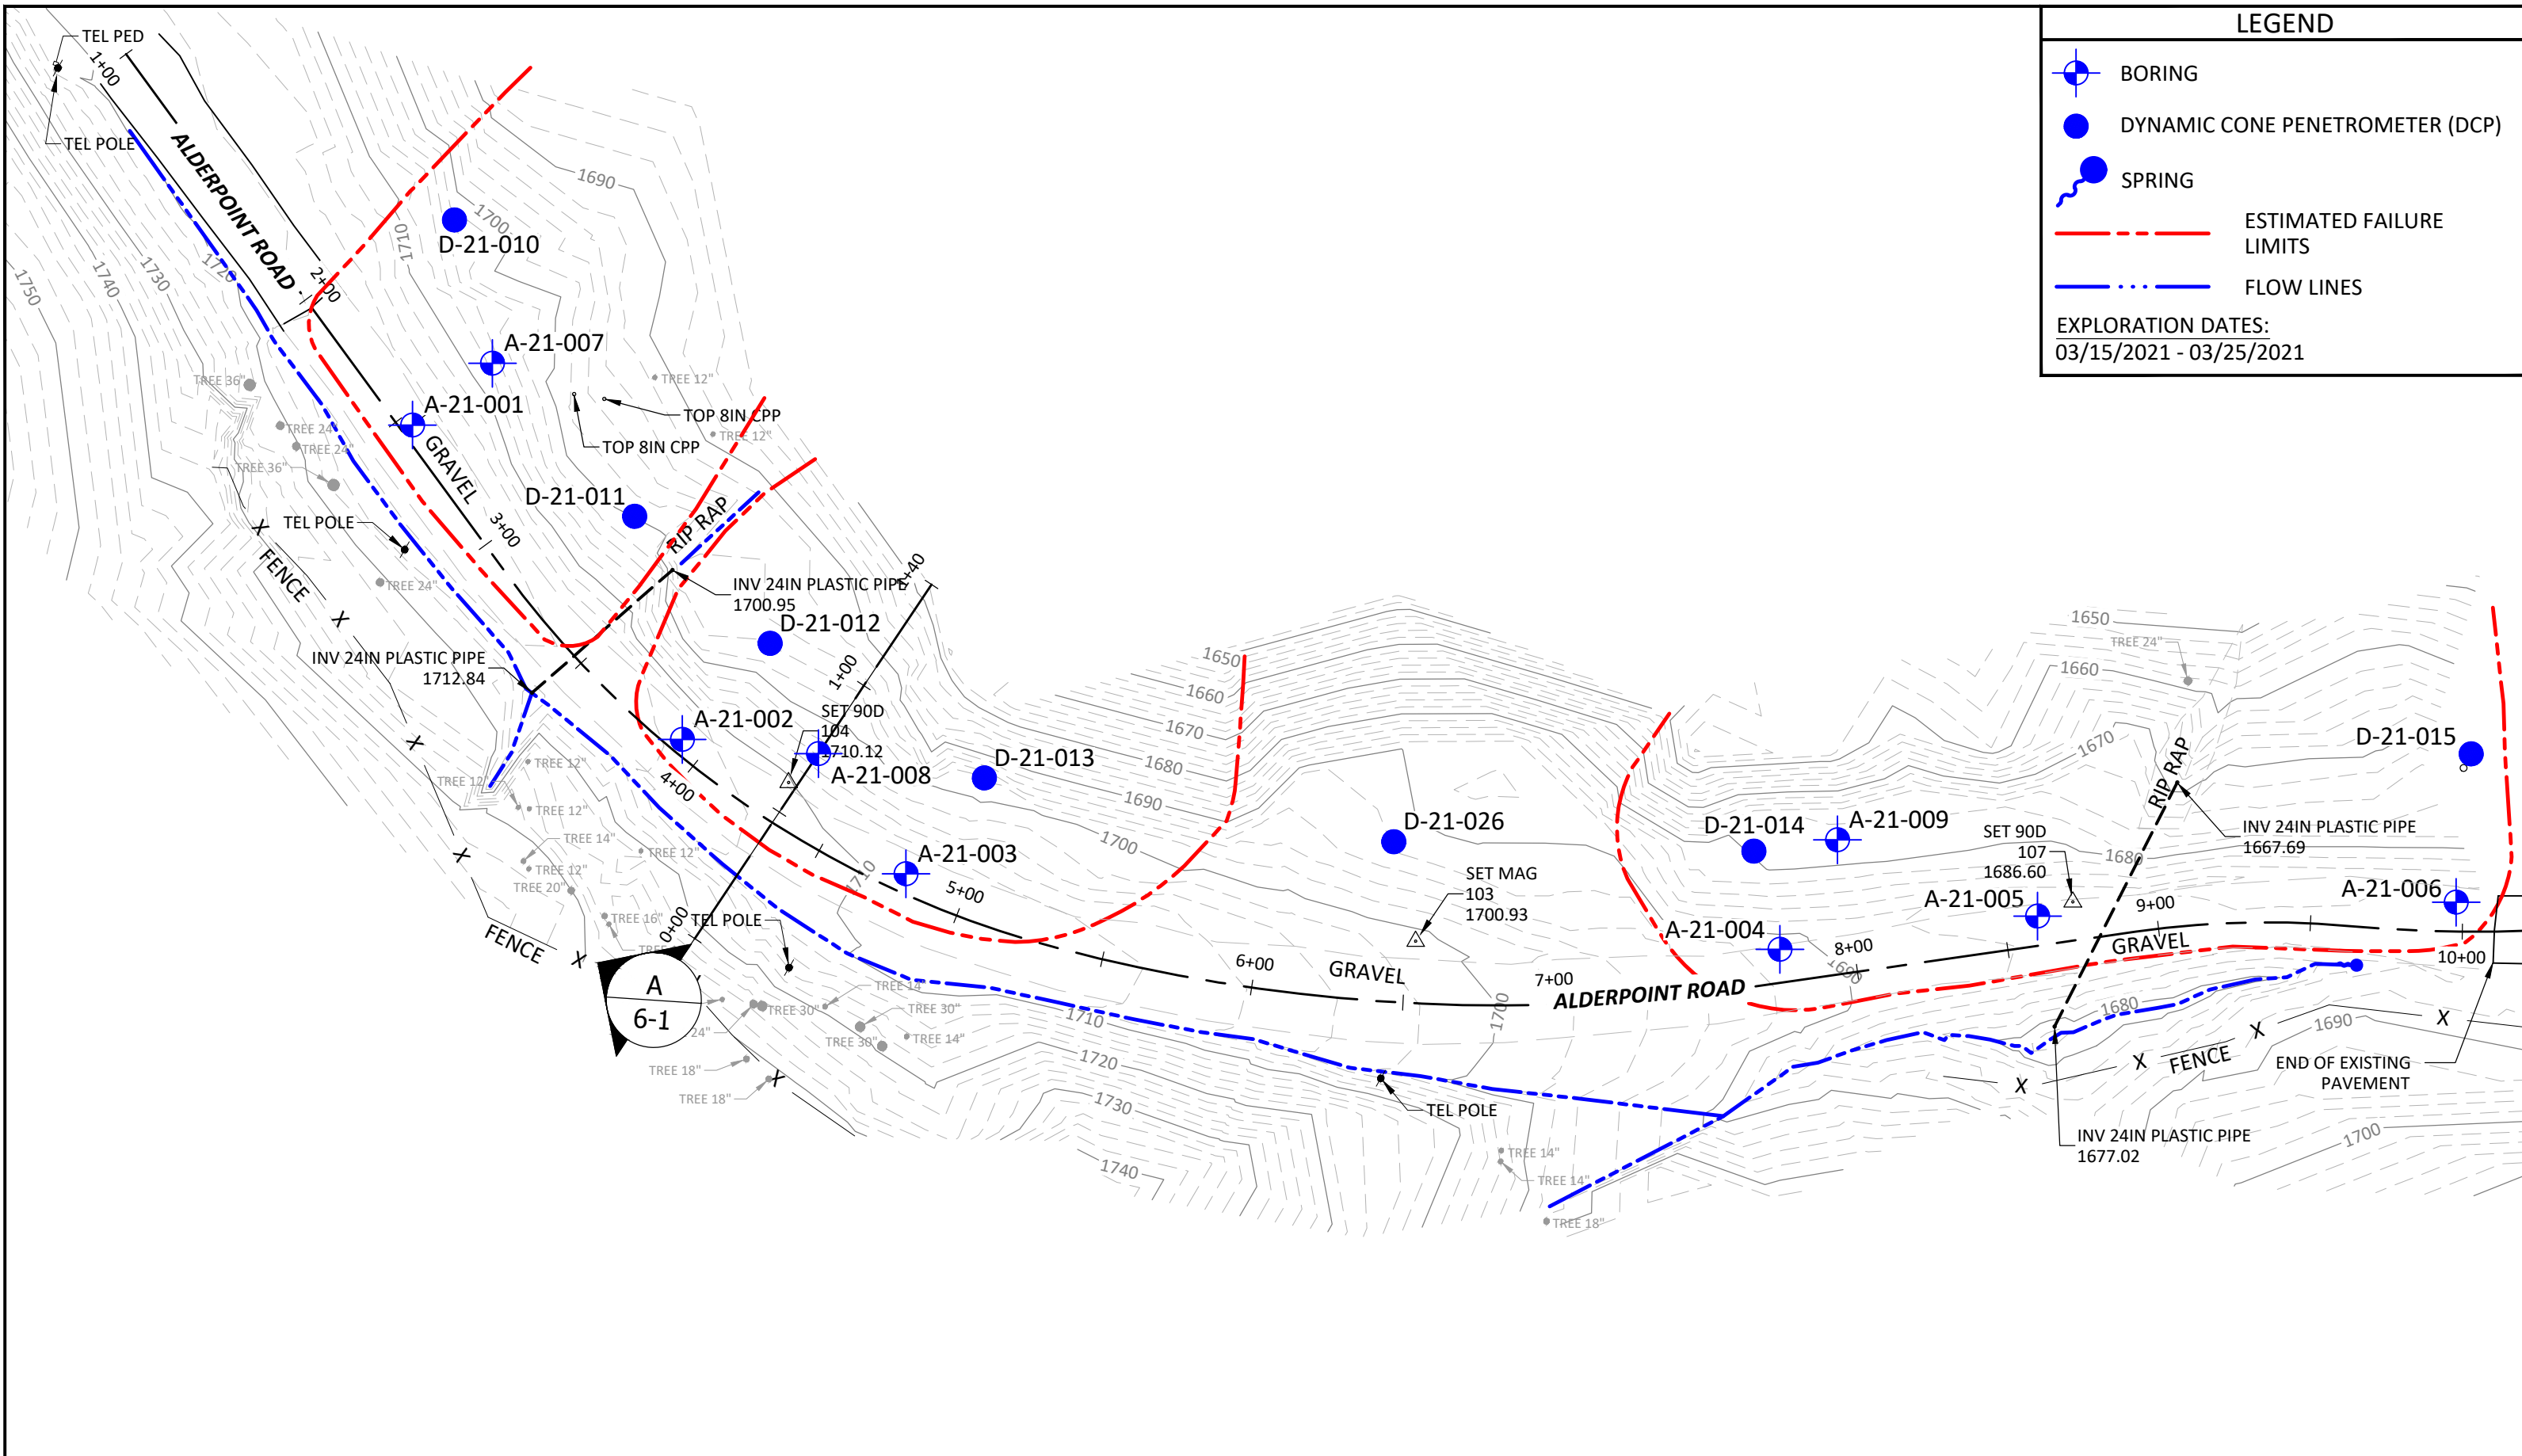 LEGEND
BORING
DYNAMIC CONE PENETROMETER (DCP)
SPRING
ESTIMATED FAILURE
LIMITS
FLOW LINES
EXPLORATION DATES:
03/15/2021 - 03/25/2021
TEL PED
1+00
TEL POLE
ALDERPOINT ROAD
2+00
1750
1740
1730
1720
1710
1700
1690
D-21-010
A-21-007
A-21-001
GRAVEL
TREE 36"
TREE 24"
TREE 24"
TREE 36"
TREE 12"
TOP 8IN CPP
TREE 12"
TOP 8IN CPP
D-21-011
3+00
RIP RAP
TEL POLE
X
FENCE
X
TREE 24"
INV 24IN PLASTIC PIPE
1700.95
1+40
D-21-012
INV 24IN PLASTIC PIPE
1712.84
1+00
A-21-002
SET 90D
104
1710.12
A-21-008
D-21-013
X
4+00
TREE 12"
TREE 12"
TREE 12"
TREE 14"
TREE 12"
TREE 12"
TREE 20"
TREE 16"
X
FENCE
X
0+00
TEL POLE
A
6-1
A-21-003
1710
5+00
1650
1660
1670
1680
1690
1700
TREE 14"
TREE 30"
TREE 30"
24"
TREE 30"
TREE 14"
TREE 18"
TREE 18"
X
1710
1720
1730
1740
6+00
GRAVEL
D-21-026
SET MAG
103
1700.93
7+00
1700
ALDERPOINT ROAD
TEL POLE
TREE 14"
TREE 14"
TREE 18"
D-21-014
A-21-009
A-21-004
8+00
1690
1650
TREE 24"
1660
1670
RIP RAP
D-21-015
SET 90D
107
1686.60
1680
INV 24IN PLASTIC PIPE
1667.69
A-21-005
9+00
A-21-006
GRAVEL
10+00
1680
1690
X
X
X
FENCE
X
END OF EXISTING
PAVEMENT
INV 24IN PLASTIC PIPE
1677.02
1700